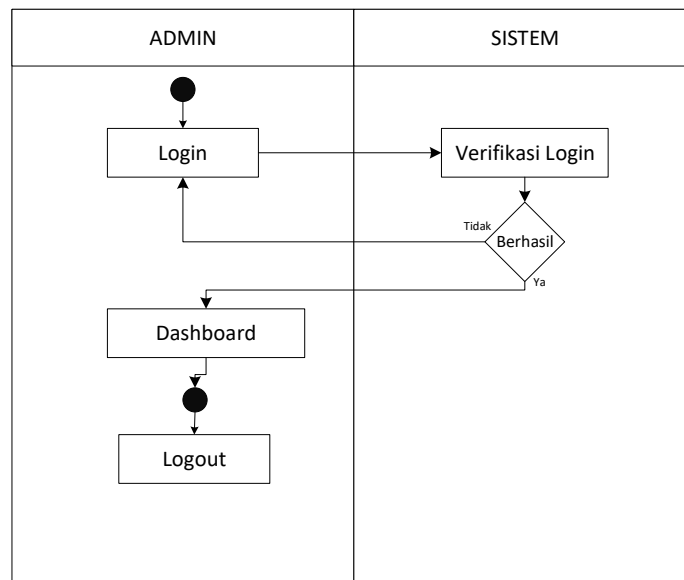 ADMIN
SISTEM
Login
Verifikasi Login
Tidak
Berhasil
Ya
Dashboard
Logout